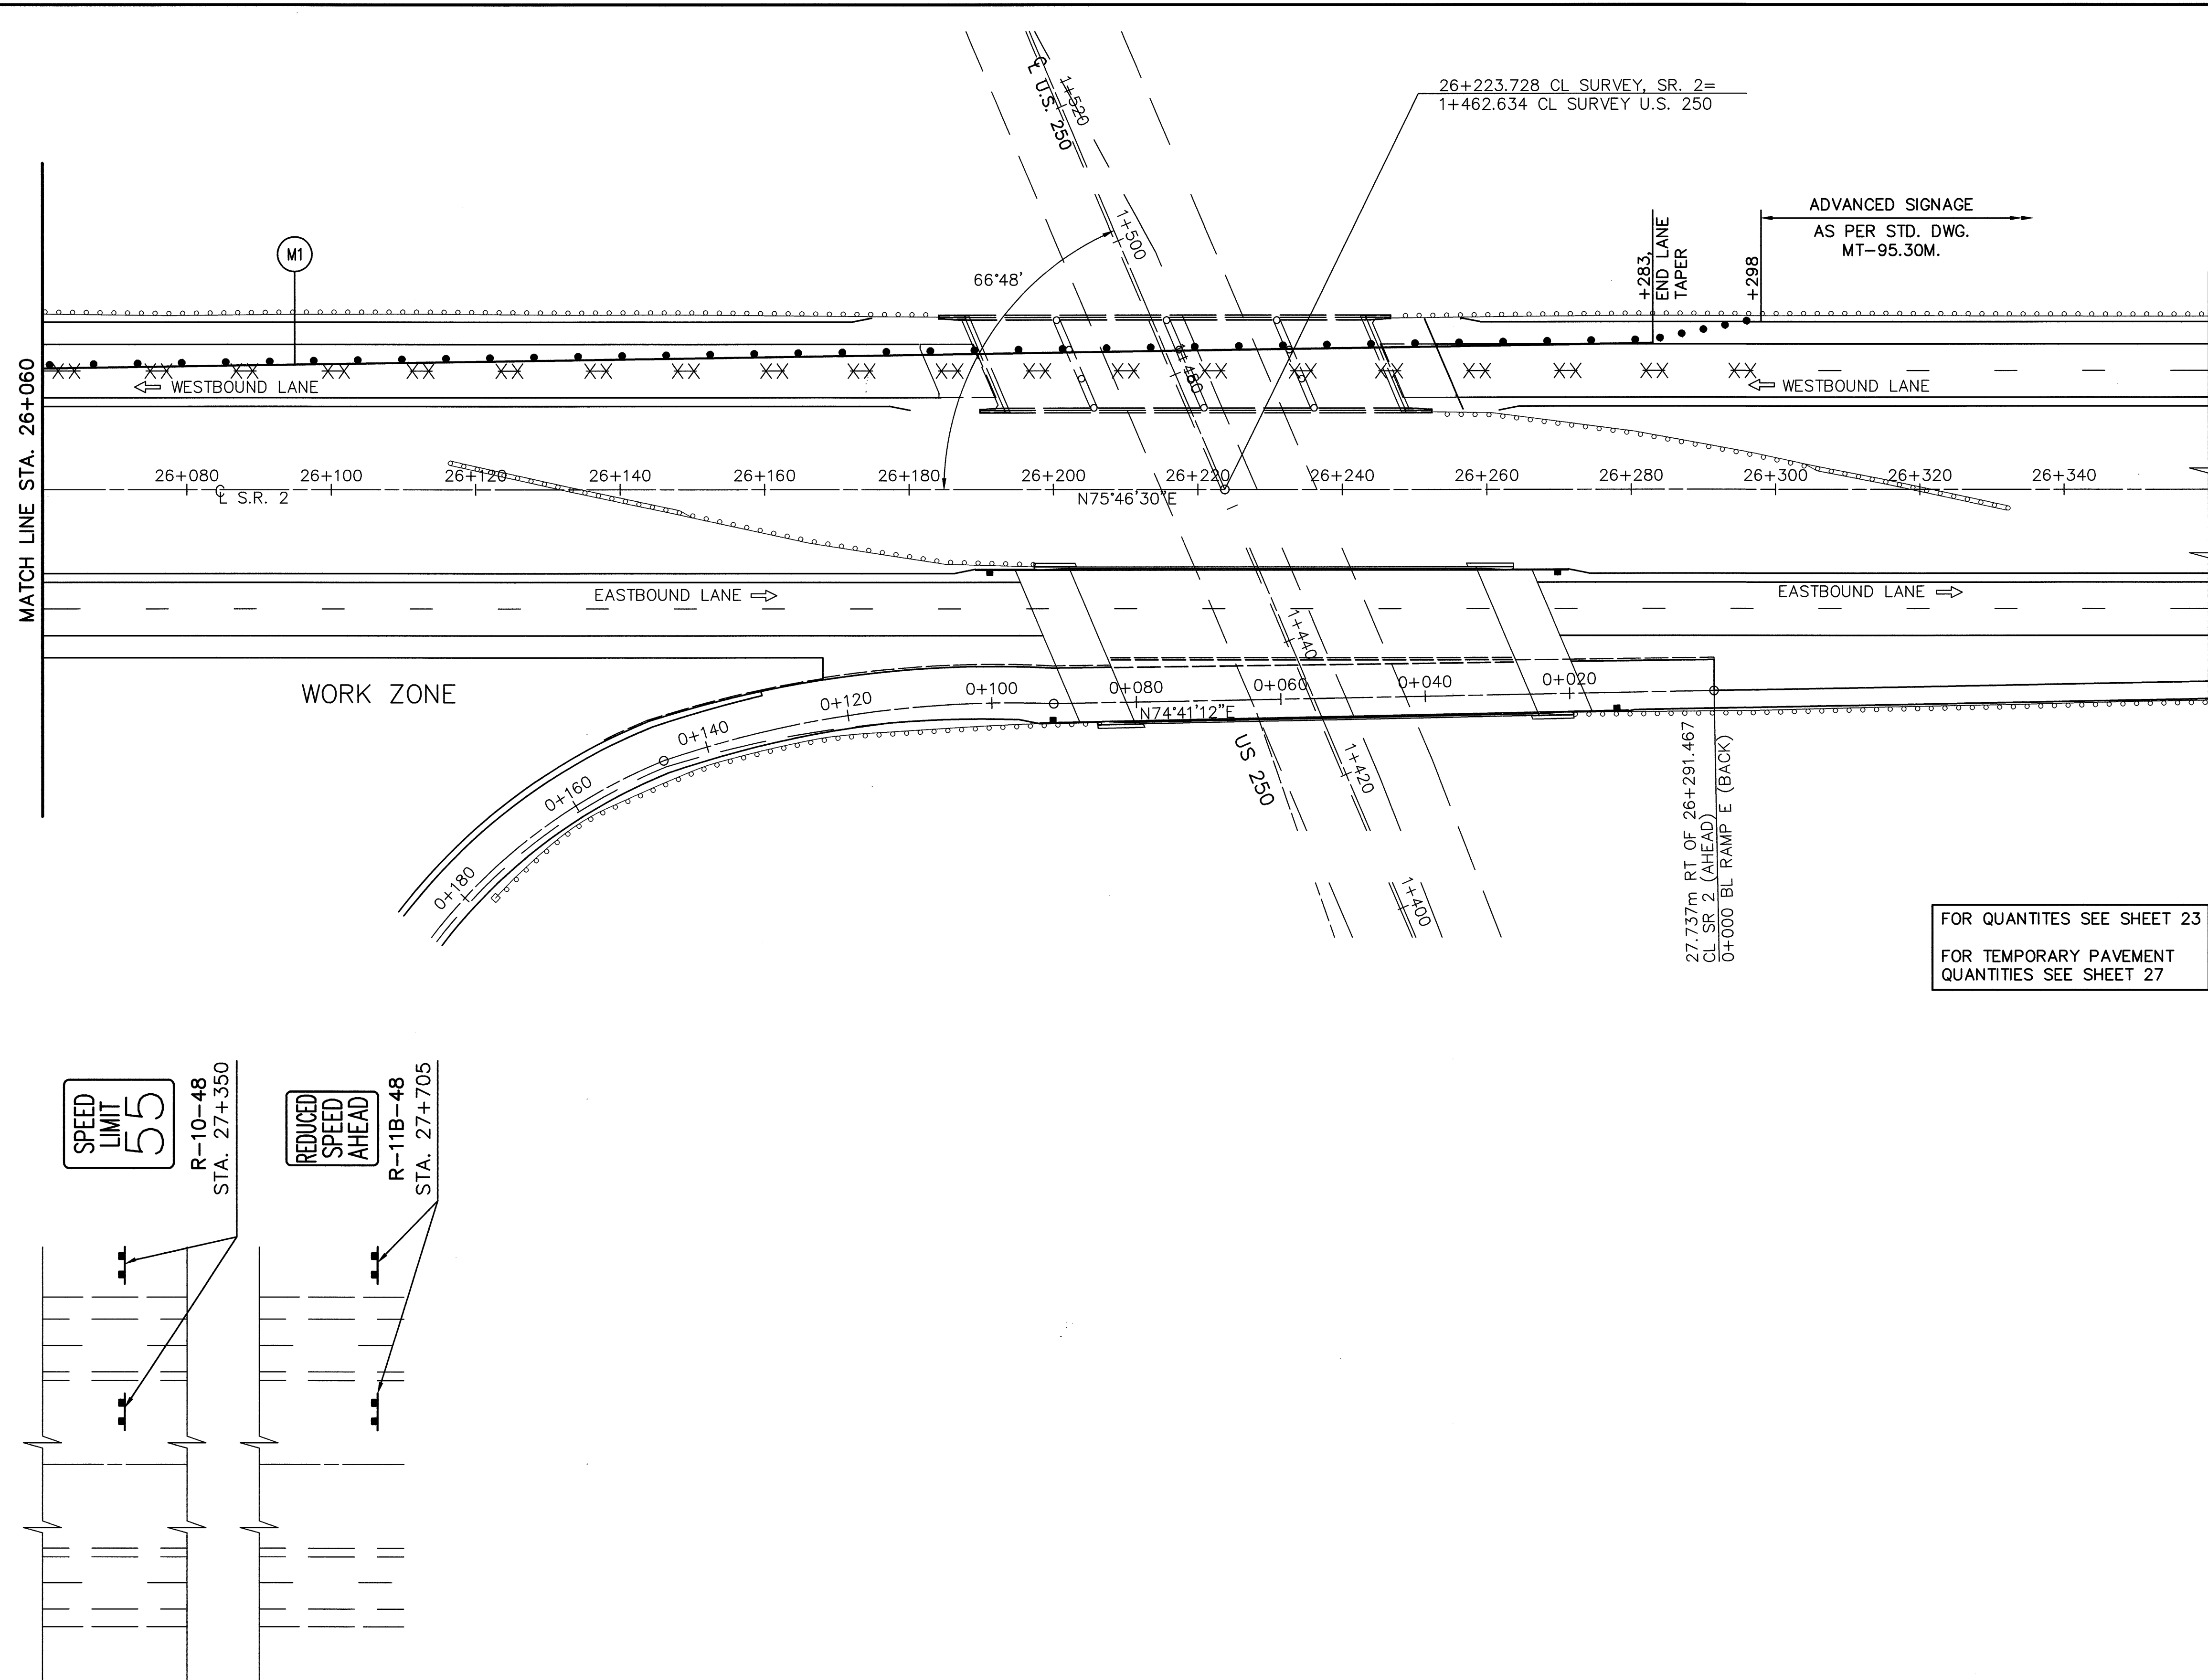 26+223.728 CL SURVEY, SR. 2=
1+462.634 CL SURVEY U.S. 250
CL U.S. 250
1+520
1+500
66°48'
M1
+283,
END LANE
TAPER
+298
ADVANCED SIGNAGE
AS PER STD. DWG.
MT-95.30M.
MATCH LINE STA. 26+060
WESTBOUND LANE
1+460
WESTBOUND LANE
26+080
26+100
26+120
26+140
26+160
26+180
26+200
26+220
26+240
26+260
26+280
26+300
26+320
26+340
CL S.R. 2
N75°46'30"E
EASTBOUND LANE
EASTBOUND LANE
1+440
WORK ZONE
0+180
0+160
0+140
0+120
0+100
0+080
0+060
0+040
0+020
N74°41'12"E
US 250
1+420
1+400
27.737m RT OF 26+291.467
CL SR 2 (AHEAD)
0+000 BL RAMP E (BACK)
FOR QUANTITES SEE SHEET 23
FOR TEMPORARY PAVEMENT
QUANTITIES SEE SHEET 27
SPEED
LIMIT
55
R-10-48
STA. 27+350
REDUCED
SPEED
AHEAD
R-11B-48
STA. 27+705